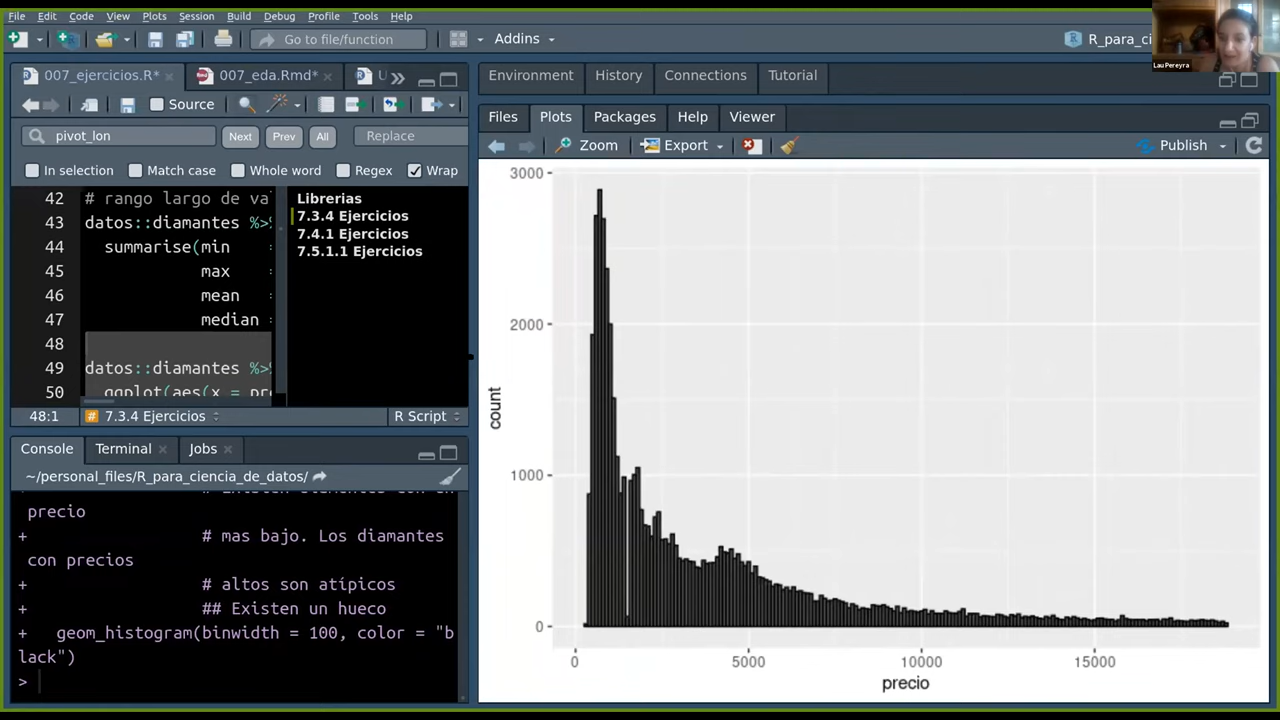 File Edit Code View Plots Session Build Debug Profile Tools Help
Go to file/function Addins R_para_ci
Lau Pereyra
007_ejercicios.R* 007_eda.Rmd*
Source
pivot_lon Next Prev All Replace
In selection Match case Whole word Regex Wrap
42 # rango largo de va
43 datos::diamantes %>%
44 summarise(min
45 max
46 mean
47 median
48
49 datos::diamantes %>%
50 ggplot(aes(x = pre
Librerias
7.3.4 Ejercicios
7.4.1 Ejercicios
7.5.1.1 Ejercicios
48:1 # 7.3.4 Ejercicios R Script
Console Terminal Jobs
~/personal_files/R_para_ciencia_de_datos/
precio
+ # mas bajo. Los diamantes
con precios
+ # altos son atípicos
+ ## Existen un hueco
+ geom_histogram(binwidth = 100, color = "b
lack")
>
Environment History Connections Tutorial
Files Plots Packages Help Viewer
Zoom Export Publish
3000
2000
1000
0
count
0 5000 10000 15000
precio